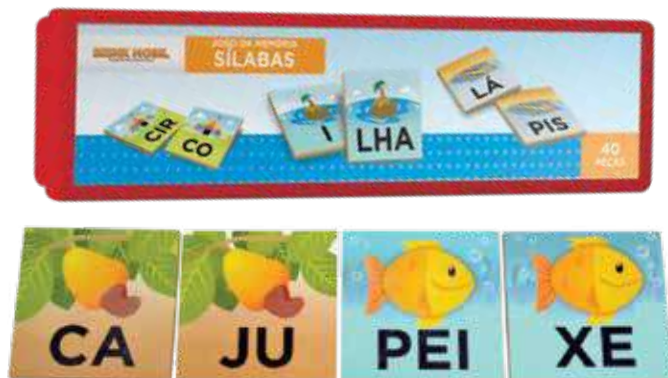 JOGO DA MEMÓRIA
SÍLABAS
CIR
CO
I
LHA
LÁ
PIS
40
PEÇAS
CA JU PEI XE